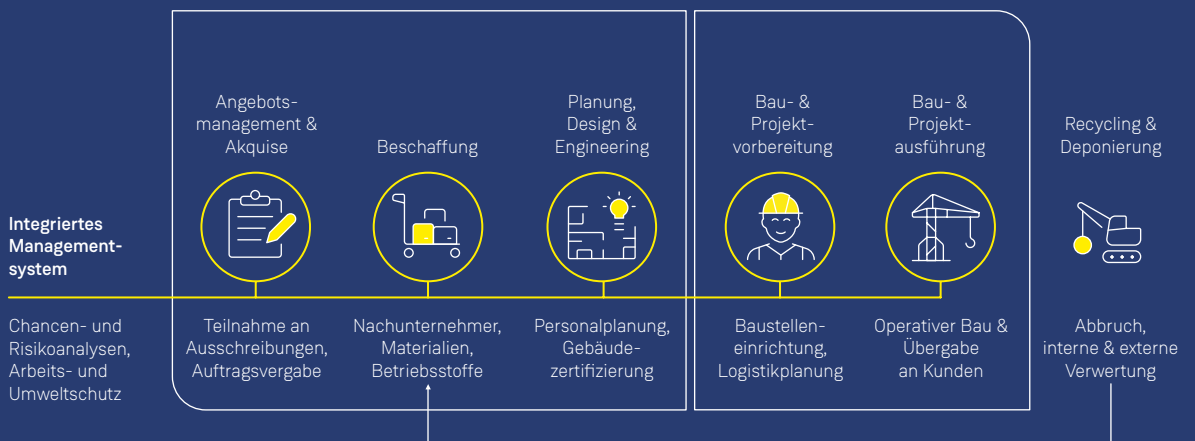 Angebots-
management &
Akquise
Beschaffung
Planung,
Design &
Engineering
Bau- &
Projekt-
vorbereitung
Bau- &
Projekt-
ausführung
Recycling &
Deponierung
Integriertes
Management-
system
Chancen- und
Risikoanalysen,
Arbeits- und
Umweltschutz
Teilnahme an
Ausschreibungen,
Auftragsvergabe
Nachunternehmer,
Materialien,
Betriebsstoffe
Personalplanung,
Gebäude-
zertifizierung
Baustellen-
einrichtung,
Logistikplanung
Operativer Bau &
Übergabe
an Kunden
Abbruch,
interne & externe
Verwertung